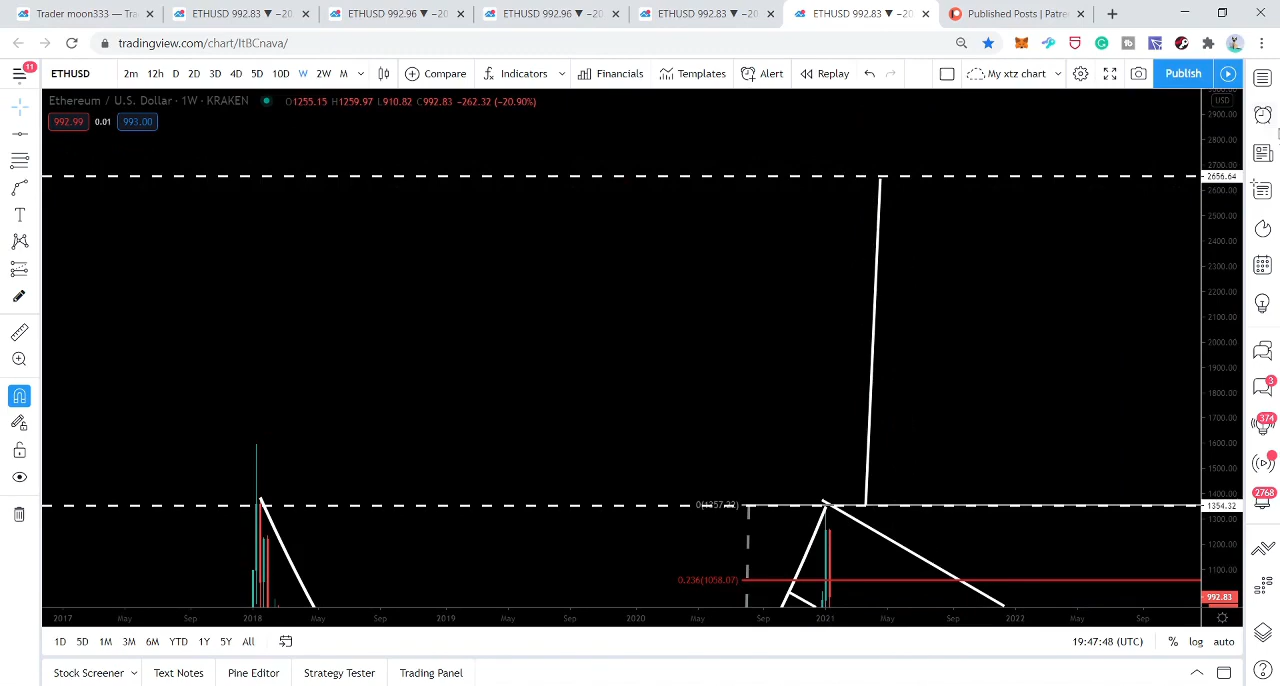 Trader moon333 — Tra
ETHUSD 992.83 ▼ −20
ETHUSD 992.96 ▼ −20
ETHUSD 992.96 ▼ −20
ETHUSD 992.83 ▼ −20
ETHUSD 992.83 ▼ −20
Published Posts | Patre
tradingview.com/chart/ItBCnava/
11
ETHUSD
2m 12h D 2D 3D 4D 5D 10D W 2W M
Compare
Indicators
Financials
Templates
Alert
Replay
My xtz chart
Publish
Ethereum / U.S. Dollar · 1W · KRAKEN
O1255.15 H1259.97 L910.82 C992.83 −262.32 (−20.90%)
992.99 0.01 993.00
USD
2900.00
2800.00
2700.00
2656.64
2600.00
2500.00
2400.00
2300.00
2200.00
2100.00
2000.00
1900.00
1800.00
1700.00
1600.00
1500.00
1400.00
0(1357.22)
1354.32
1300.00
1200.00
1100.00
0.236(1058.07)
992.83
3
374
2768
2017 May Sep 2018 May Sep 2019 May Sep 2020 May Sep 2021 May Sep 2022 May Sep
1D 5D 1M 3M 6M YTD 1Y 5Y All
19:47:48 (UTC) % log auto
Stock Screener Text Notes Pine Editor Strategy Tester Trading Panel